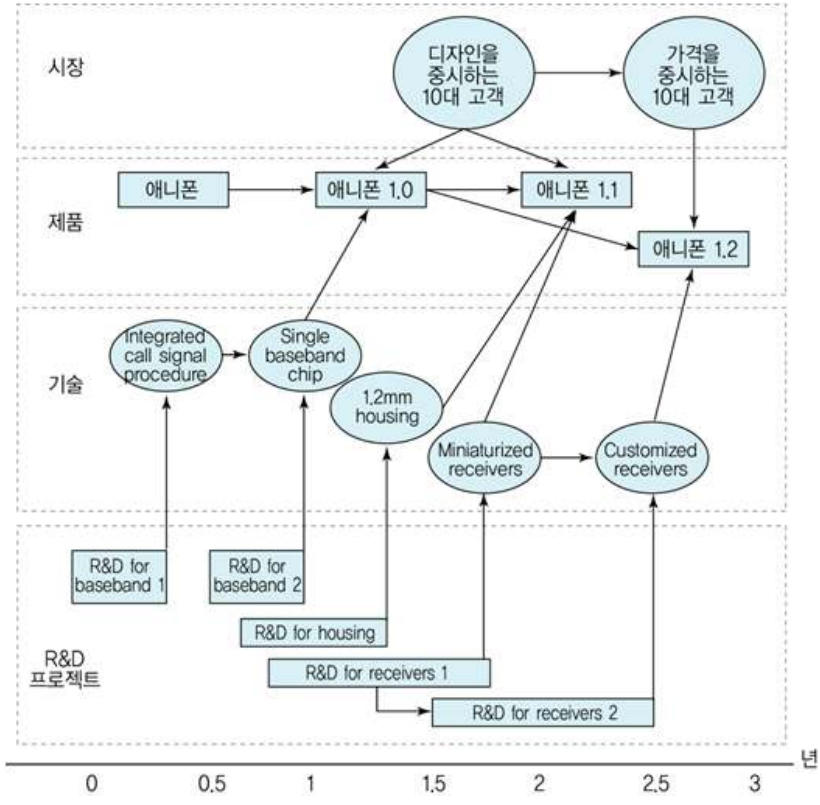 시장
디자인을
중시하는
10대 고객
가격을
중시하는
10대 고객
제품
애니폰
애니폰 1.0
애니폰 1.1
애니폰 1.2
기술
Integrated
call signal
procedure
Single
baseband
chip
1.2mm
housing
Miniaturized
receivers
Customized
receivers
R&D
프로젝트
R&D for
baseband 1
R&D for
baseband 2
R&D for housing
R&D for receivers 1
R&D for receivers 2
년
0 0.5 1 1.5 2 2.5 3